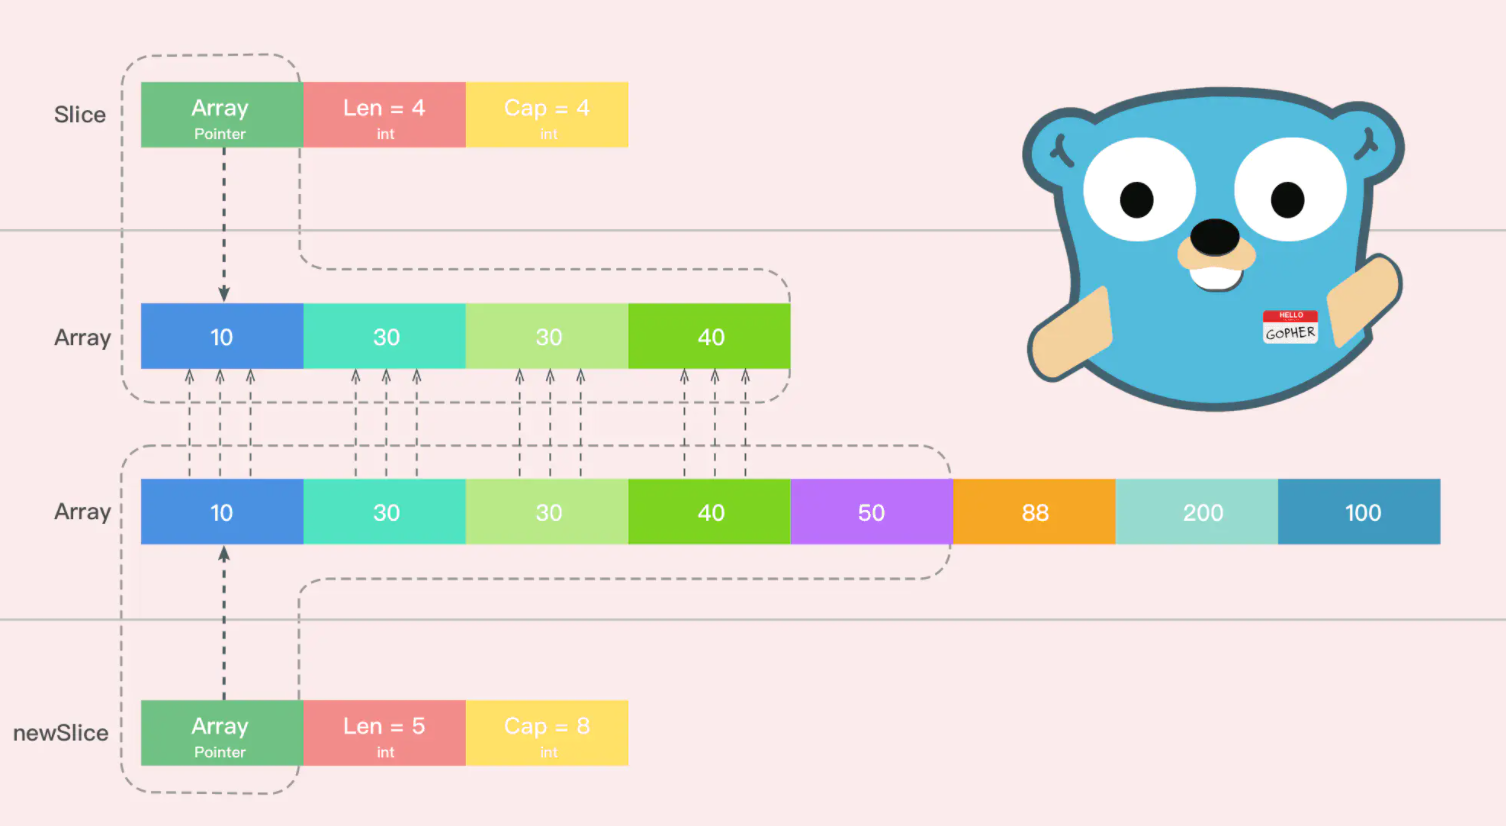 Slice
Array
Pointer
Len = 4
int
Cap = 4
int
Array
10
30
30
40
HELLO
GOPHER
Array
10
30
30
40
50
88
200
100
newSlice
Array
Pointer
Len = 5
int
Cap = 8
int